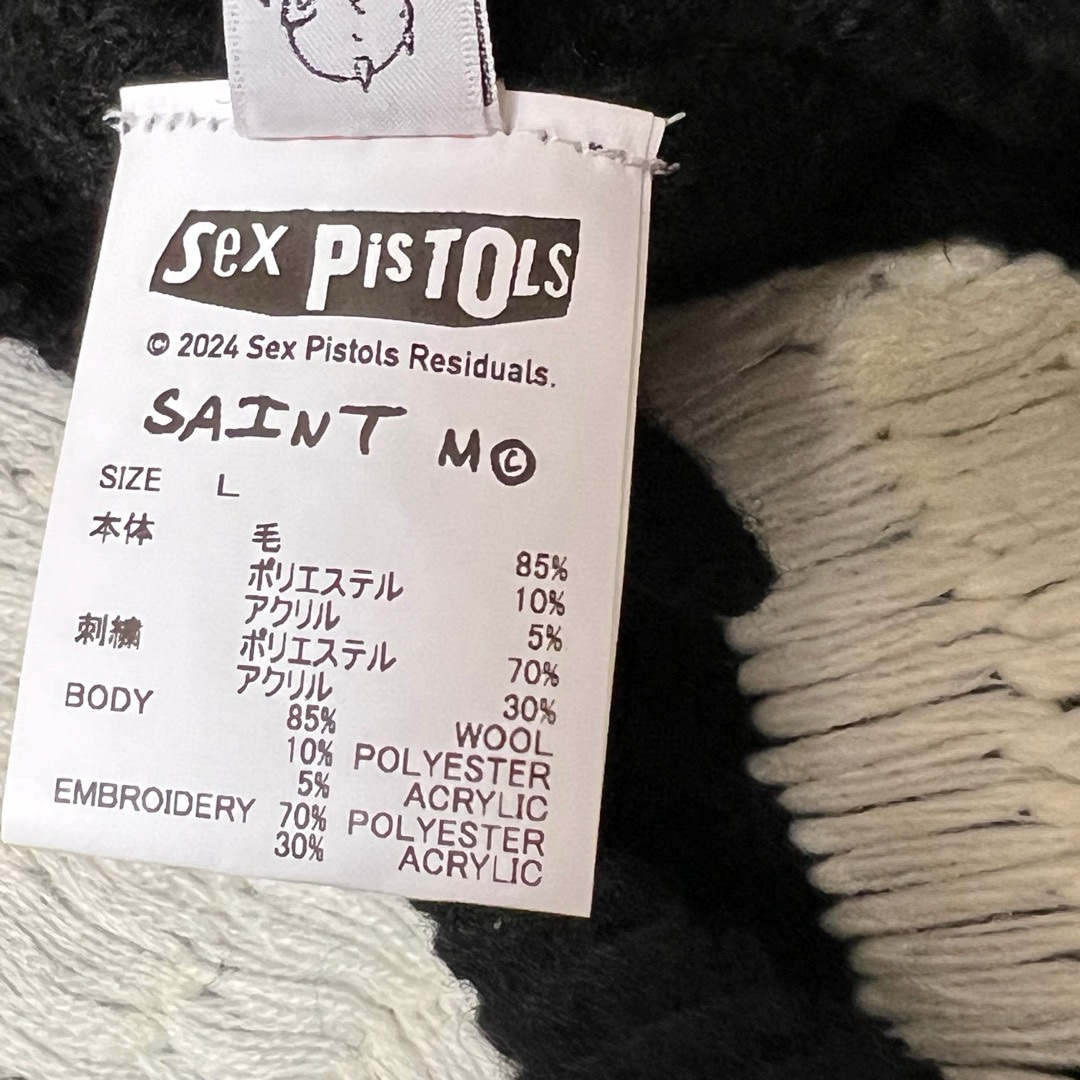 Sex PisTOLS
© 2024 Sex Pistols Residuals.
SAINT M©
SIZE L
本体 毛 85%
ポリエステル 10%
アクリル 5%
刺繍 ポリエステル 70%
アクリル 30%
BODY 85% WOOL
10% POLYESTER
5% ACRYLIC
EMBROIDERY 70% POLYESTER
30% ACRYLIC